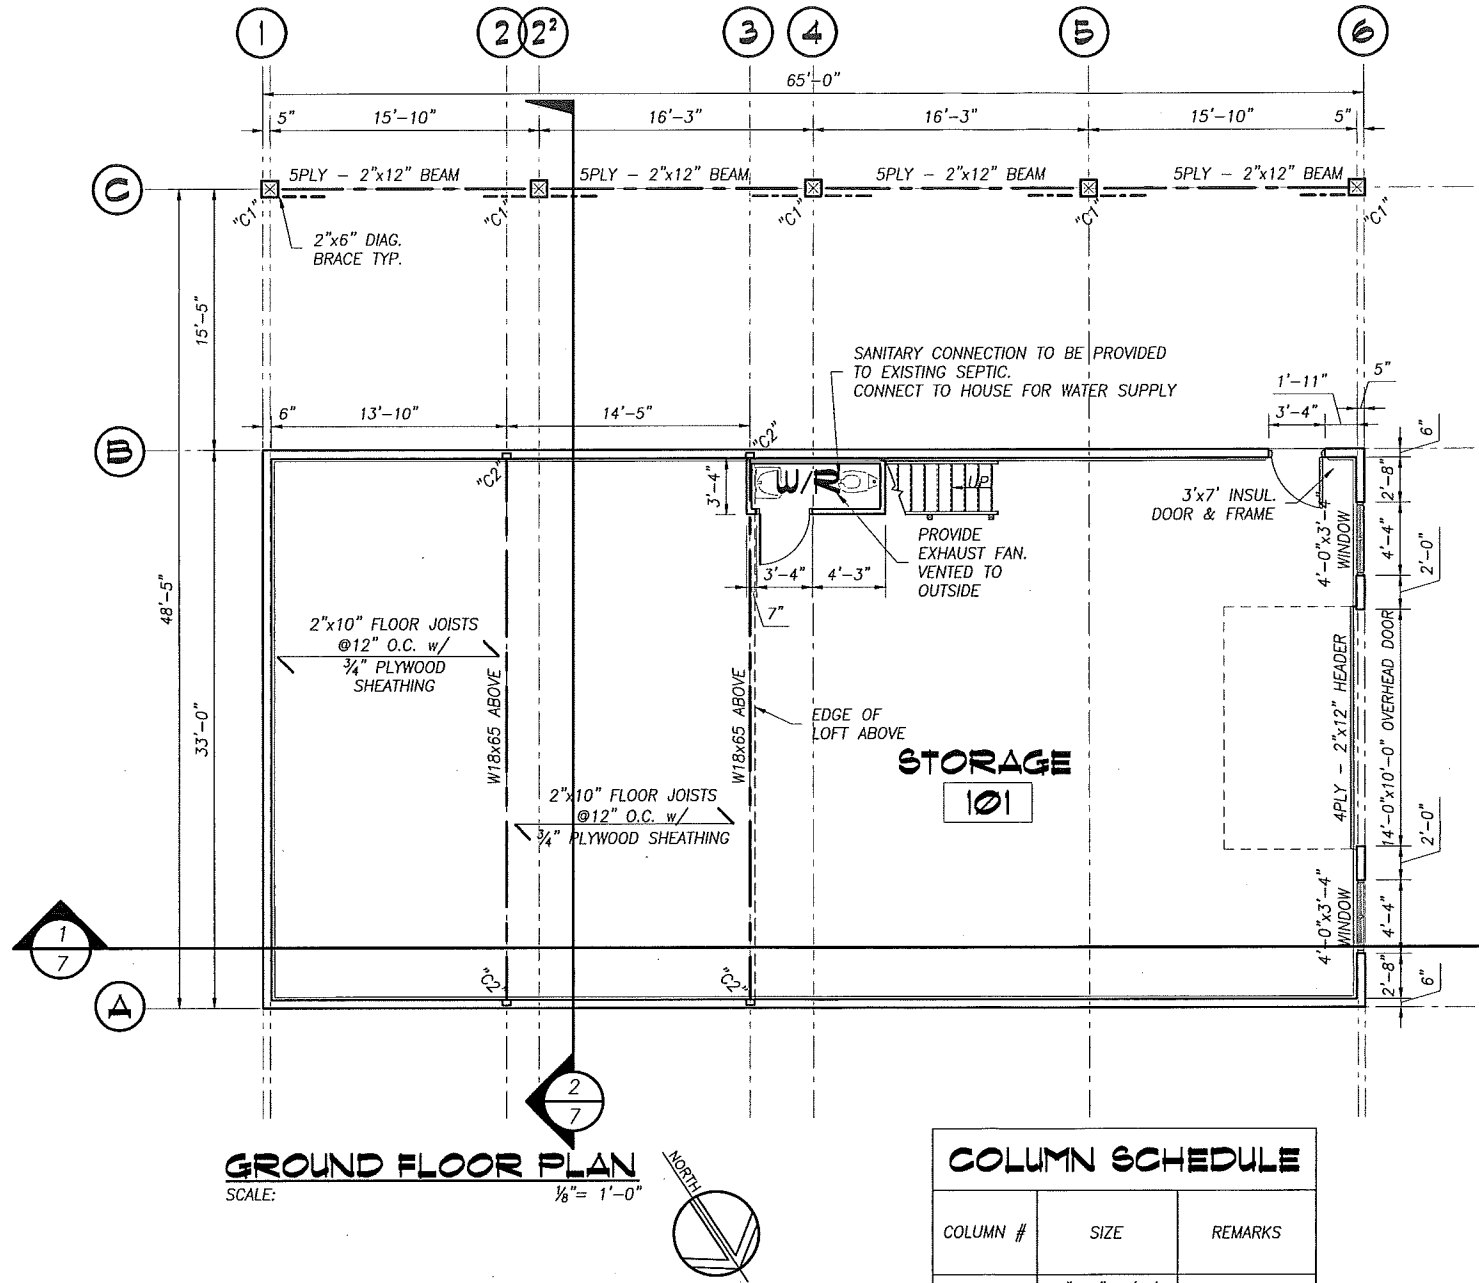 1
2
2²
3
4
5
6
65'-0"
5"
15'-10"
16'-3"
16'-3"
15'-10"
5"
C
5PLY - 2"x12" BEAM
5PLY - 2"x12" BEAM
5PLY - 2"x12" BEAM
5PLY - 2"x12" BEAM
"C1"
"C1"
"C1"
"C1"
"C1"
2"x6" DIAG.
BRACE TYP.
15'-5"
SANITARY CONNECTION TO BE PROVIDED
TO EXISTING SEPTIC.
CONNECT TO HOUSE FOR WATER SUPPLY
1'-11"
5"
3'-4"
6"
6"
13'-10"
14'-5"
B
"C2"
"C2"
3'-4"
W/R
UP
3'x7' INSUL.
DOOR & FRAME
2'-8"
4'-0"x3'-4"
WINDOW
4'-4"
2'-0"
PROVIDE
EXHAUST FAN.
VENTED TO
OUTSIDE
3'-4"
4'-3"
7"
48'-5"
33'-0"
2"x10" FLOOR JOISTS
@12" O.C. w/
¾" PLYWOOD
SHEATHING
W18x65 ABOVE
W18x65 ABOVE
EDGE OF
LOFT ABOVE
STORAGE
101
4PLY - 2"x12" HEADER
14'-0"x10'-0" OVERHEAD DOOR
2"x10" FLOOR JOISTS
@12" O.C. w/
¾" PLYWOOD SHEATHING
2'-0"
4'-0"x3'-4"
WINDOW
4'-4"
1
7
"C2"
"C2"
2'-8"
6"
A
2
7
GROUND FLOOR PLAN
SCALE: ⅛"= 1'-0"
NORTH
COLUMN SCHEDULE
COLUMN # SIZE REMARKS